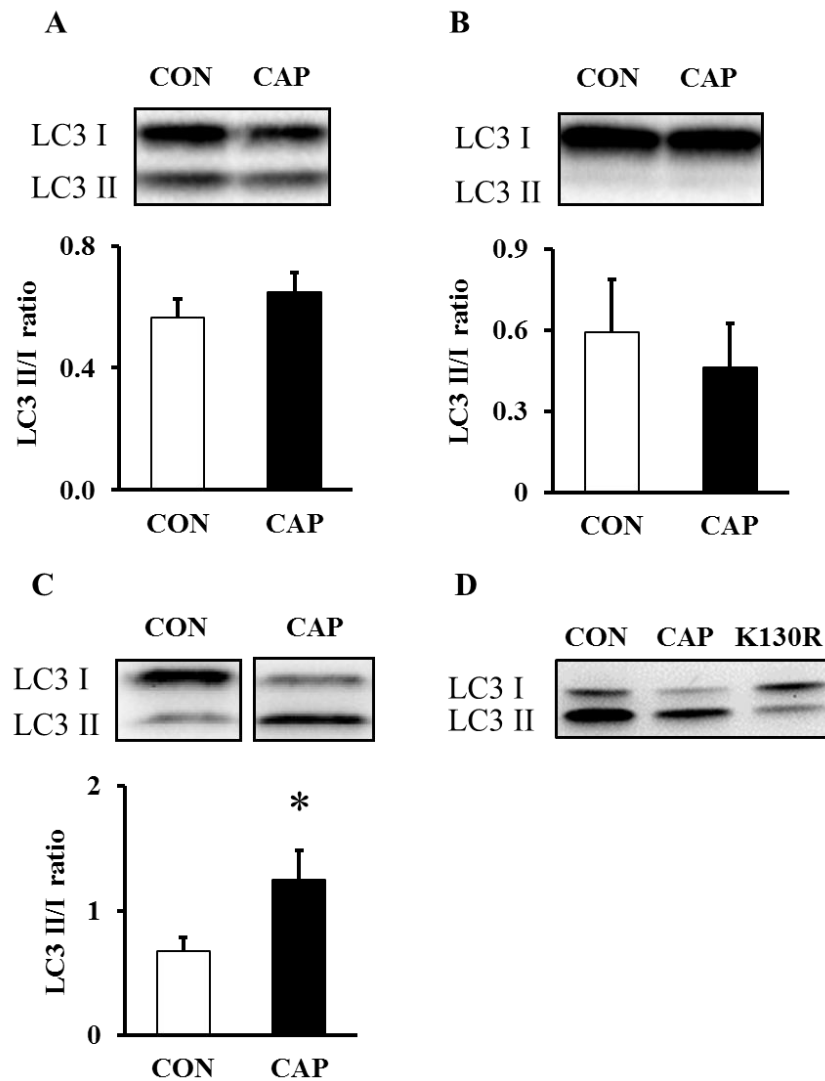 A
CON CAP
LC3 I
LC3 II
LC3 II/I ratio
0.8
0.4
0.0
CON CAP
B
CON CAP
LC3 I
LC3 II
LC3 II/I ratio
0.9
0.6
0.3
0
CON CAP
C
CON CAP
LC3 I
LC3 II
LC3 II/I ratio
2
1
0
*
CON CAP
D
CON CAP K130R
LC3 I
LC3 II